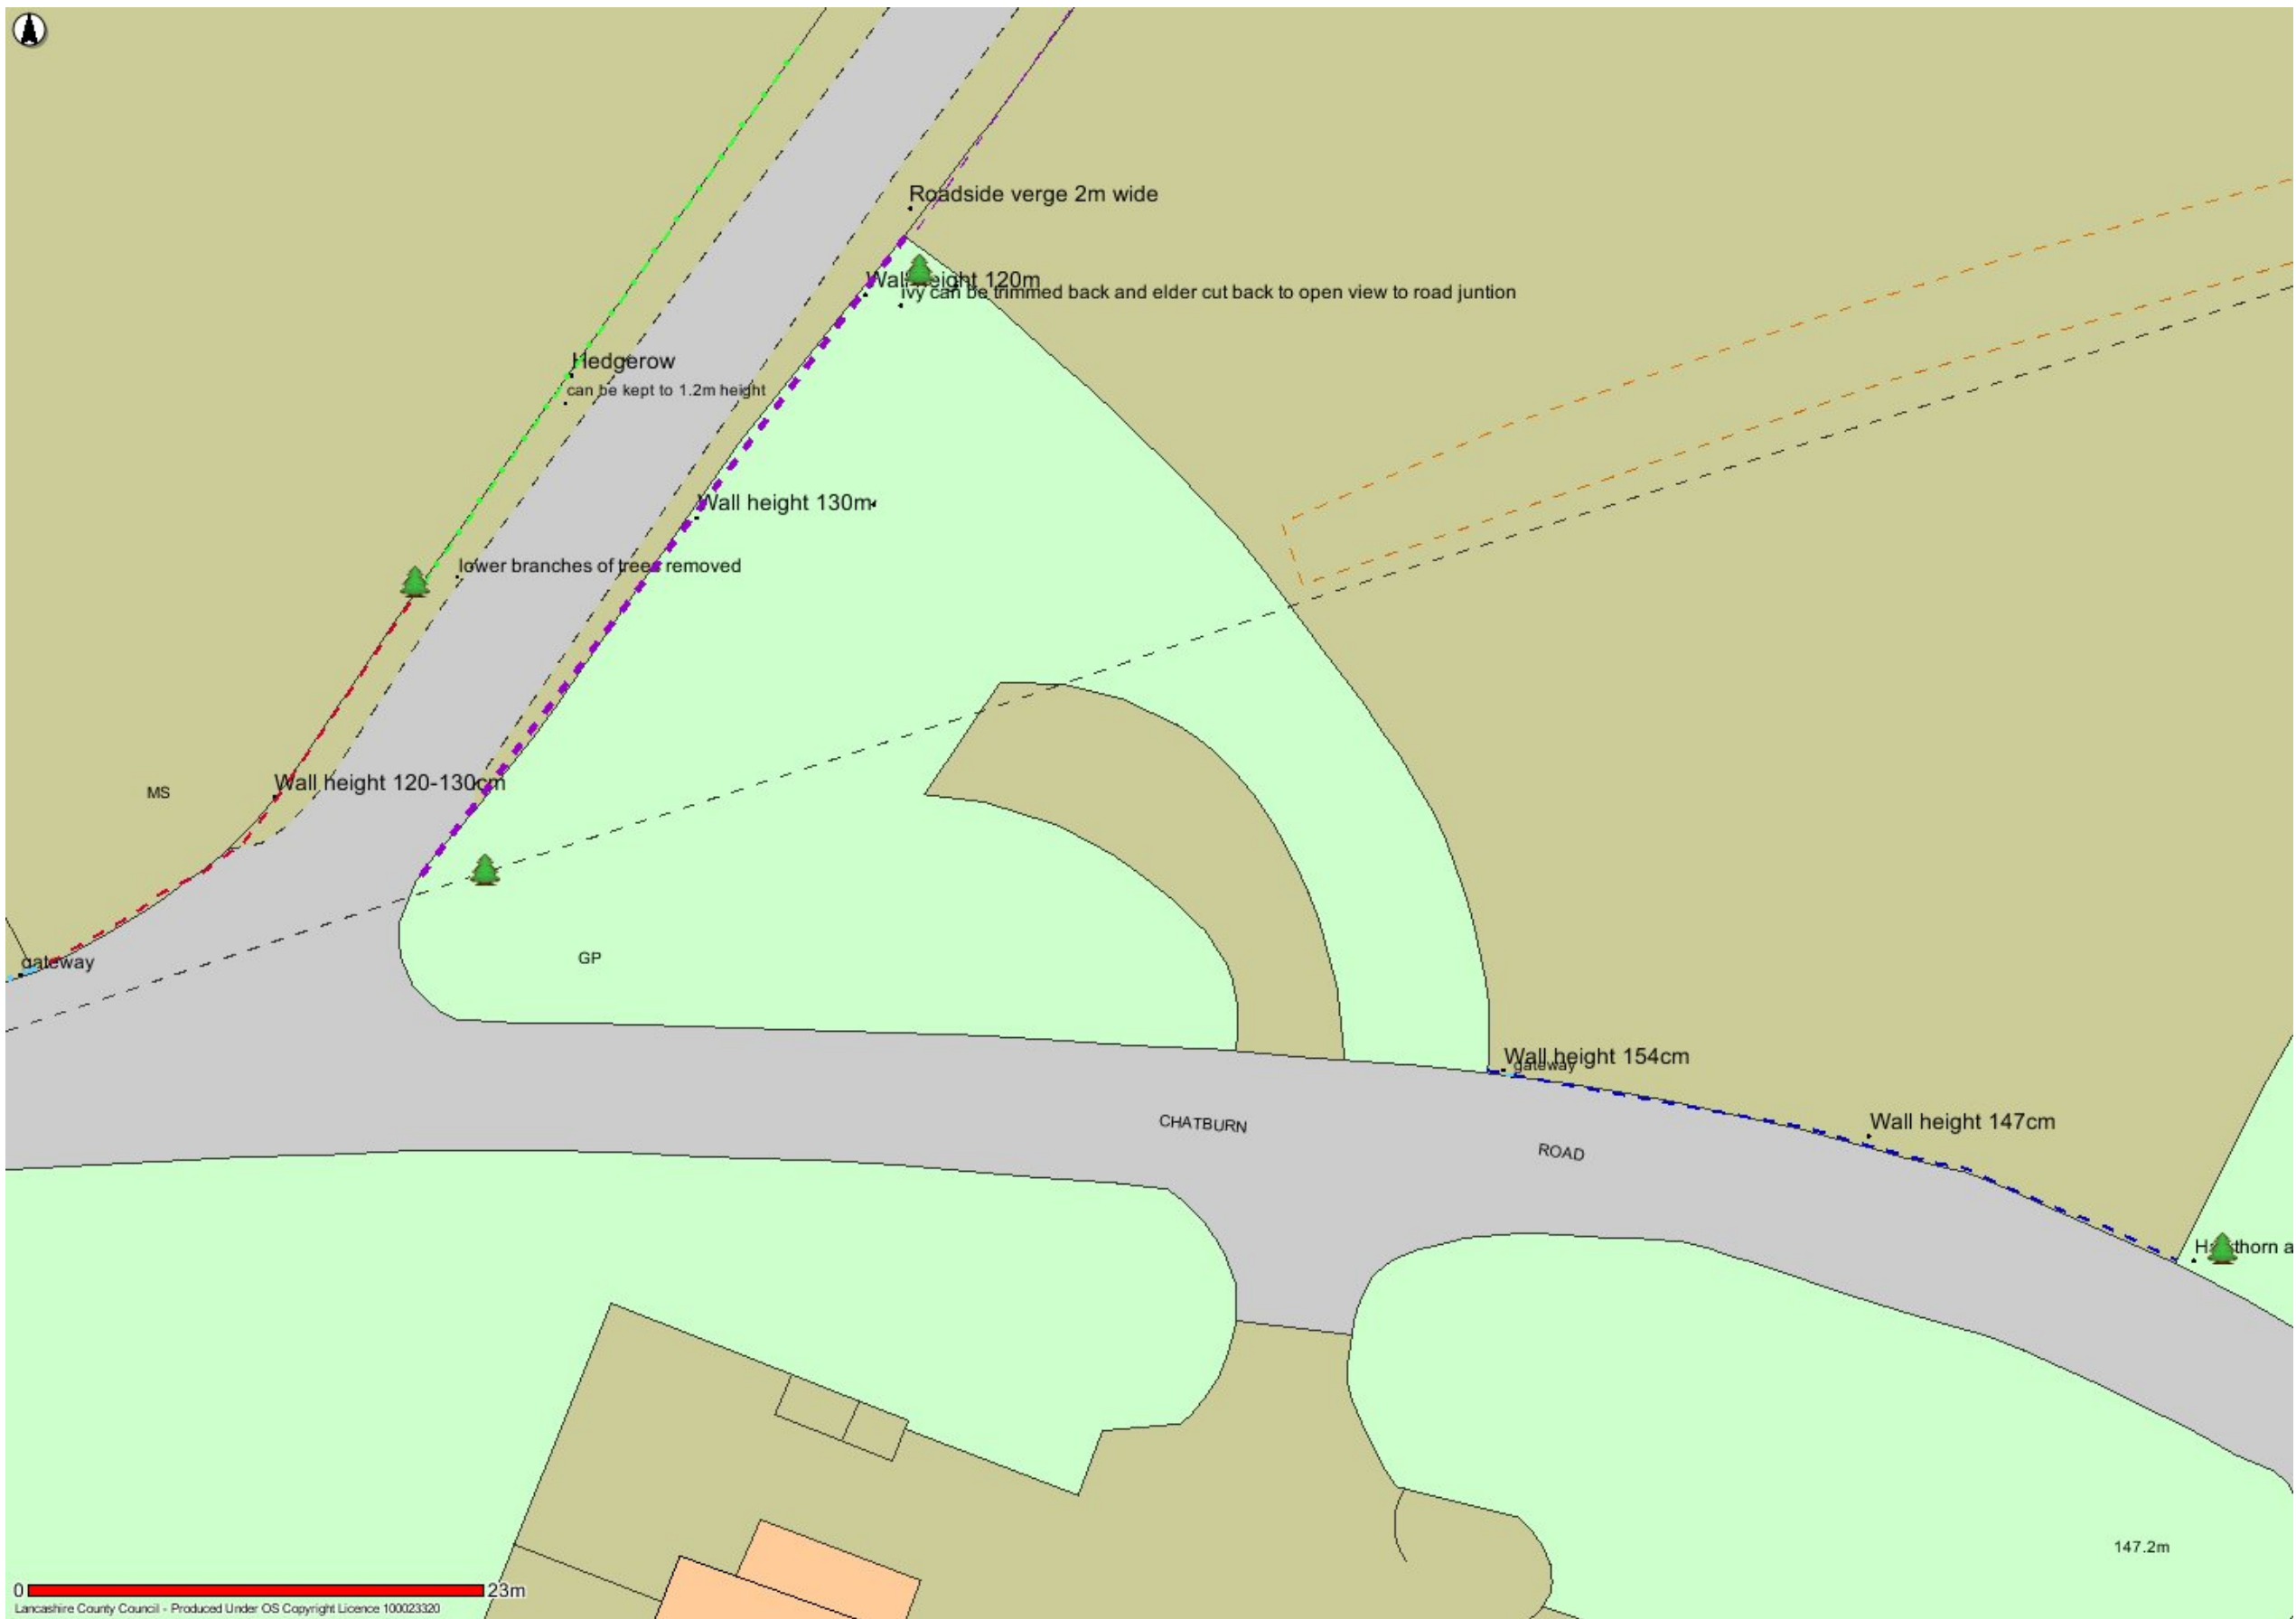 Roadside verge 2m wide
Wall height 120m
ivy can be trimmed back and elder cut back to open view to road juntion
Hedgerow
can be kept to 1.2m height
Wall height 130m
lower branches of trees removed
Wall height 120-130cm
MS
gateway
GP
Wall height 154cm
gateway
CHATBURN
ROAD
Wall height 147cm
a
147.2m
0
23m
Lancashire County Council - Produced Under OS Copyright Licence 100023320